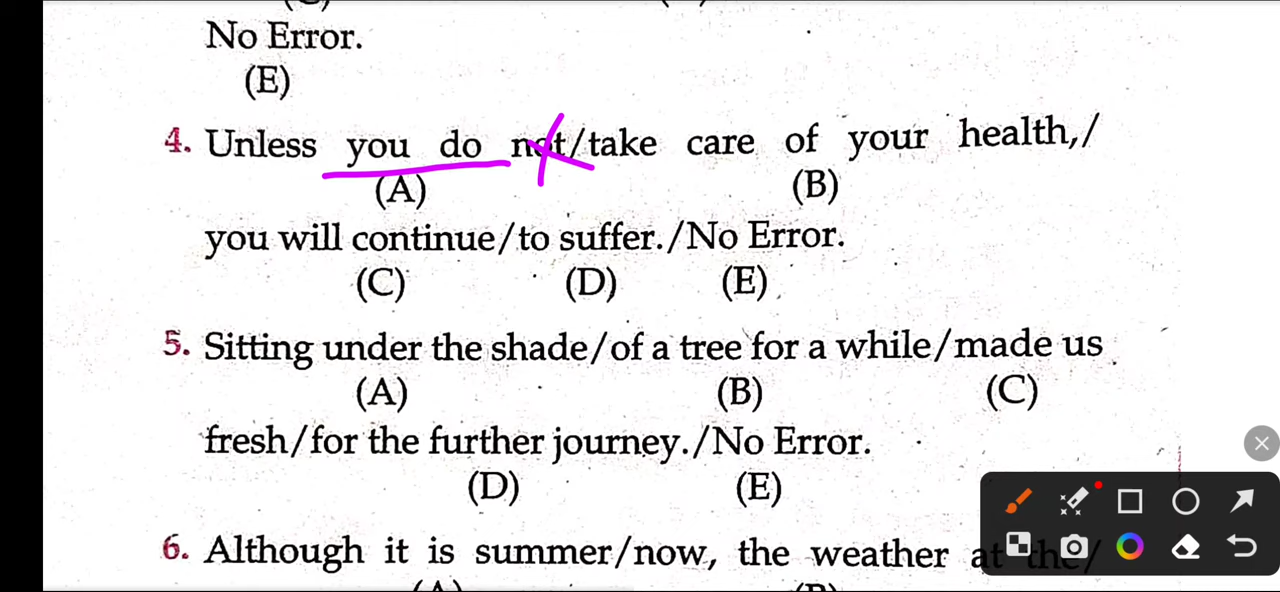 No Error.
(E)
4. Unless you do not/take care of your health,/
(A) (B)
you will continue/to suffer./No Error.
(C) (D) (E)
5. Sitting under the shade/of a tree for a while/made us
(A) (B) (C)
fresh/for the further journey./No Error.
(D) (E)
6. Although it is summer/now, the weather at the/